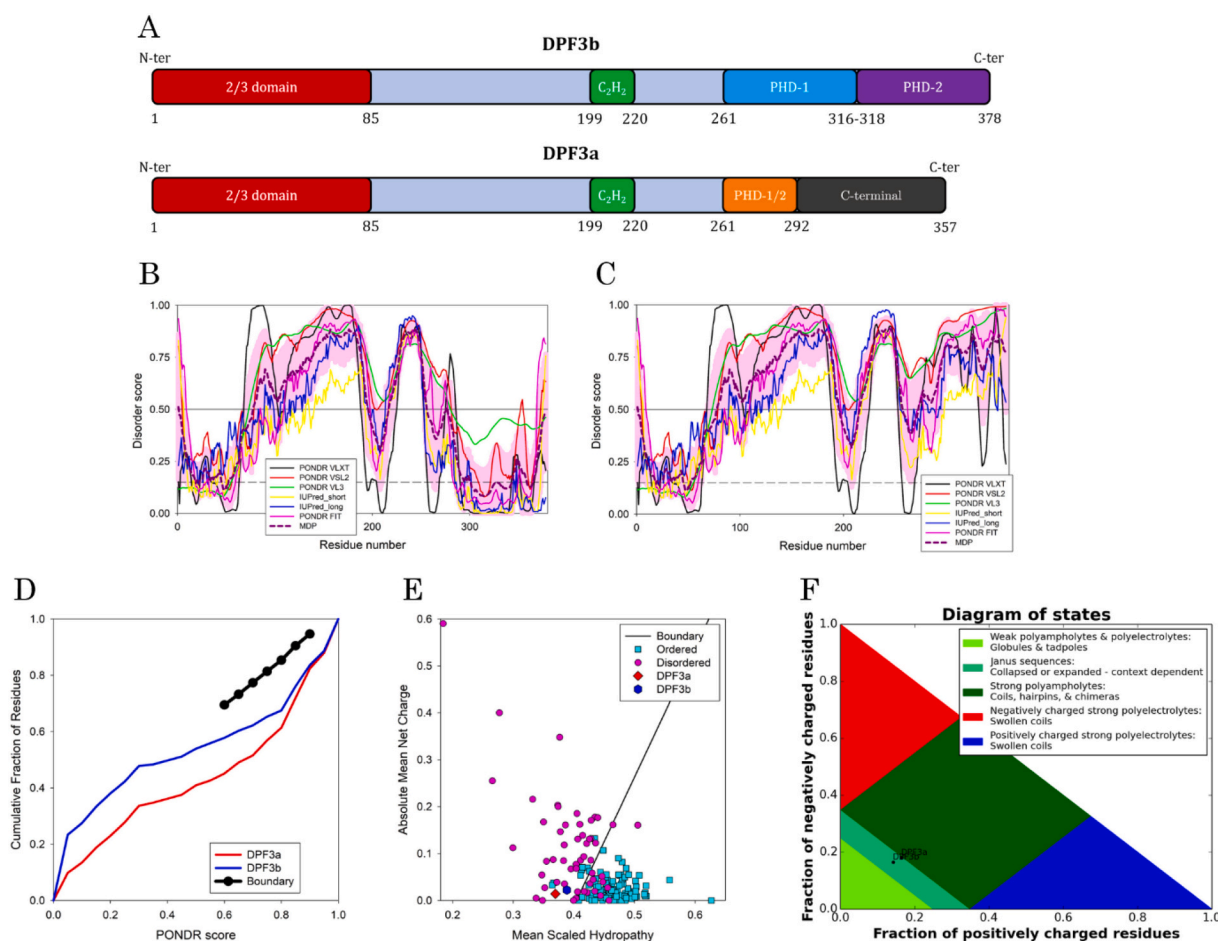 A
DPF3b
N-ter
C-ter
2/3 domain
C₂H₂
PHD-1
PHD-2
1
85
199
220
261
316-318
378
DPF3a
N-ter
C-ter
2/3 domain
C₂H₂
PHD-1/2
C-terminal
1
85
199
220
261
292
357
B
Disorder score
1.00
0.75
0.50
0.25
0.00
0
200
300
Residue number
PONDR VLXT
PONDR VSL2
PONDR VL3
IUPred_short
IUPred_long
PONDR FIT
MDP
C
Disorder score
1.00
0.75
0.50
0.25
0.00
0
100
200
Residue number
PONDR VLXT
PONDR VSL2
PONDR VL3
IUPred_short
IUPred_long
PONDR FIT
MDP
D
Cumulative Fraction of Residues
1.0
0.8
0.6
0.4
0.2
0.0
0.0
0.2
0.4
0.6
0.8
1.0
PONDR score
DPF3a
DPF3b
Boundary
E
Absolute Mean Net Charge
0.6
0.5
0.4
0.3
0.2
0.1
0.0
0.2
0.3
0.4
0.5
0.6
Mean Scaled Hydropathy
Boundary
Ordered
Disordered
DPF3a
DPF3b
F
Diagram of states
Fraction of negatively charged residues
1.0
0.8
0.6
0.4
0.2
0.0
0.0
0.2
0.4
0.6
0.8
1.0
Fraction of positively charged residues
Weak polyampholytes & polyelectrolytes:
Globules & tadpoles
Janus sequences:
Collapsed or expanded - context dependent
Strong polyampholytes:
Coils, hairpins, & chimeras
Negatively charged strong polyelectrolytes:
Swollen coils
Positively charged strong polyelectrolytes:
Swollen coils
DPF3a
DPF3b